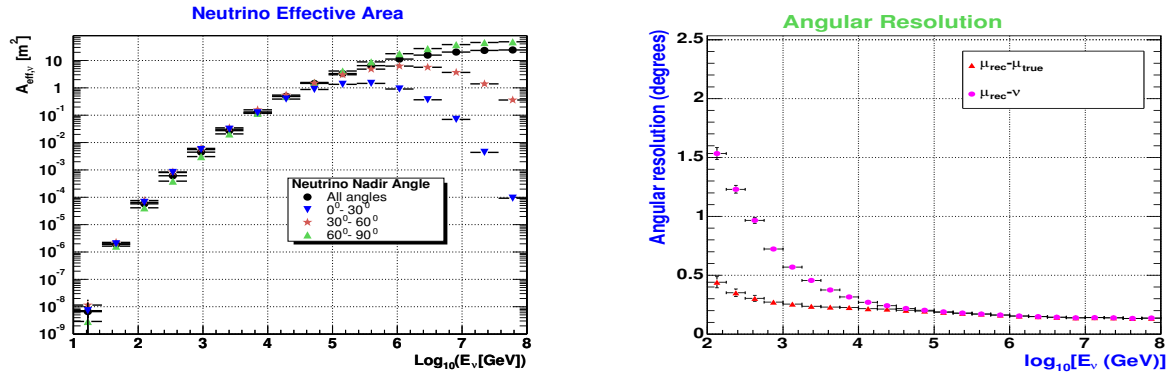 Neutrino Effective Area
A_eff,ν [m²]
10
1
10⁻¹
10⁻²
10⁻³
10⁻⁴
10⁻⁵
10⁻⁶
10⁻⁷
10⁻⁸
10⁻⁹
Neutrino Nadir Angle
All angles
0⁰- 30⁰
30⁰- 60⁰
60⁰- 90⁰
1 2 3 4 5 6 7 8
Log₁₀(E_ν[GeV])
Angular Resolution
Angular resolution (degrees)
2.5
2
1.5
1
0.5
0
μ_rec-μ_true
μ_rec-ν
2 3 4 5 6 7 8
log₁₀[E_ν (GeV)]